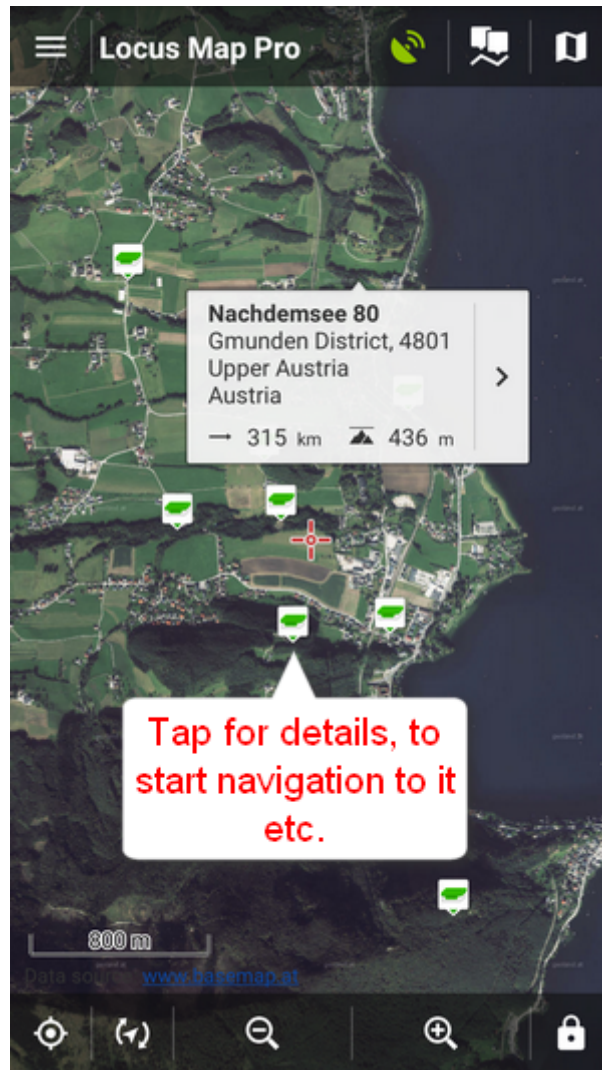 Locus Map Pro
Nachdemsee 80
Gmunden District, 4801
Upper Austria
Austria
315 km 436 m
Tap for details, to
start navigation to it
etc.
800 m
Data source www.basemap.at